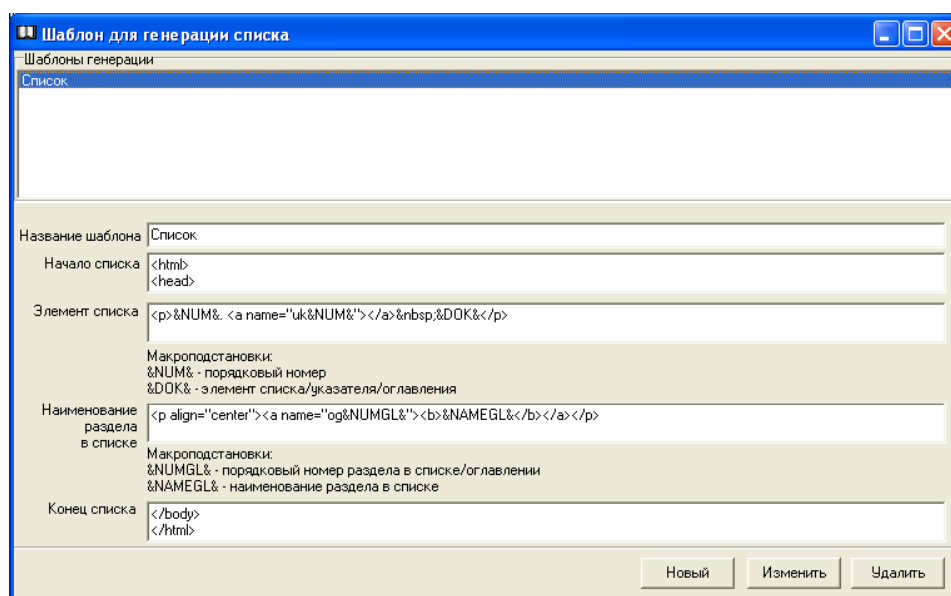 Шаблон для генерации списка
Шаблоны генерации
Список
Название шаблона Список
Начало списка <html>
<head>
Элемент списка <p>&NUM&. <a name="uk&NUM&"></a>&nbsp;&DOK&</p>
Макроподстановки:
&NUM& - порядковый номер
&DOK& - элемент списка/указателя/оглавления
Наименование раздела в списке <p align="center"><a name="og&NUMGL&"><b>&NAMEGL&</b></a></p>
Макроподстановки:
&NUMGL& - порядковый номер раздела в списке/оглавлении
&NAMEGL& - наименование раздела в списке
Конец списка </body>
</html>
Новый Изменить Удалить